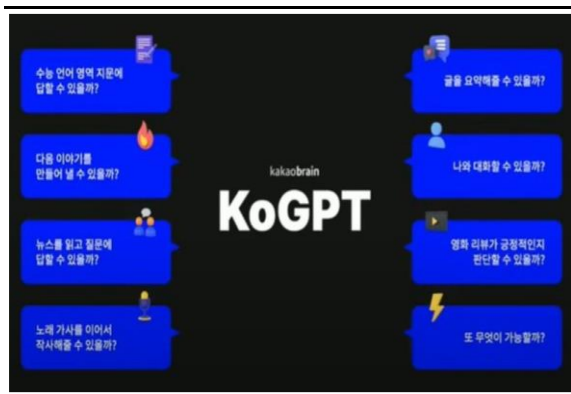 수능 언어 영역 지문에
답할 수 있을까?
다음 이야기를
만들어 낼 수 있을까?
뉴스를 읽고 질문에
답할 수 있을까?
노래 가사를 이어서
작사해줄 수 있을까?
kakaobrain
KoGPT
글을 요약해줄 수 있을까?
나와 대화할 수 있을까?
영화 리뷰가 긍정적인지
판단할 수 있을까?
또 무엇이 가능할까?